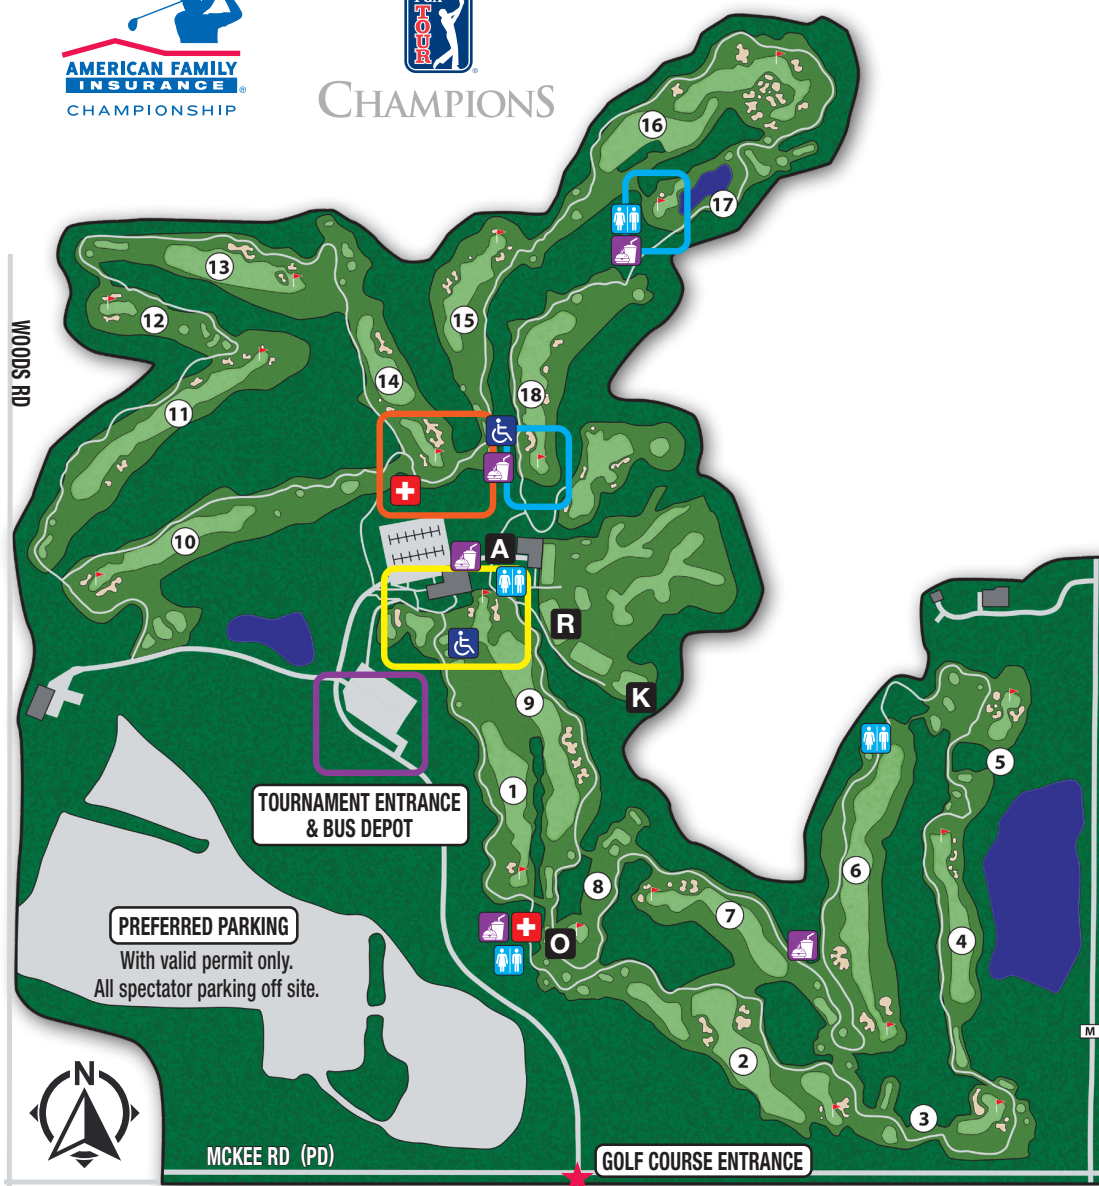 AMERICAN FAMILY
INSURANCE ®
CHAMPIONSHIP
TOUR
®
CHAMPIONS
16
17
13
12
15
14
18
11
10
WOODS RD
A
R
K
9
1
TOURNAMENT ENTRANCE
& BUS DEPOT
5
6
8
7
4
O
PREFERRED PARKING
With valid permit only.
All spectator parking off site.
M
2
3
N
MCKEE RD (PD)
GOLF COURSE ENTRANCE